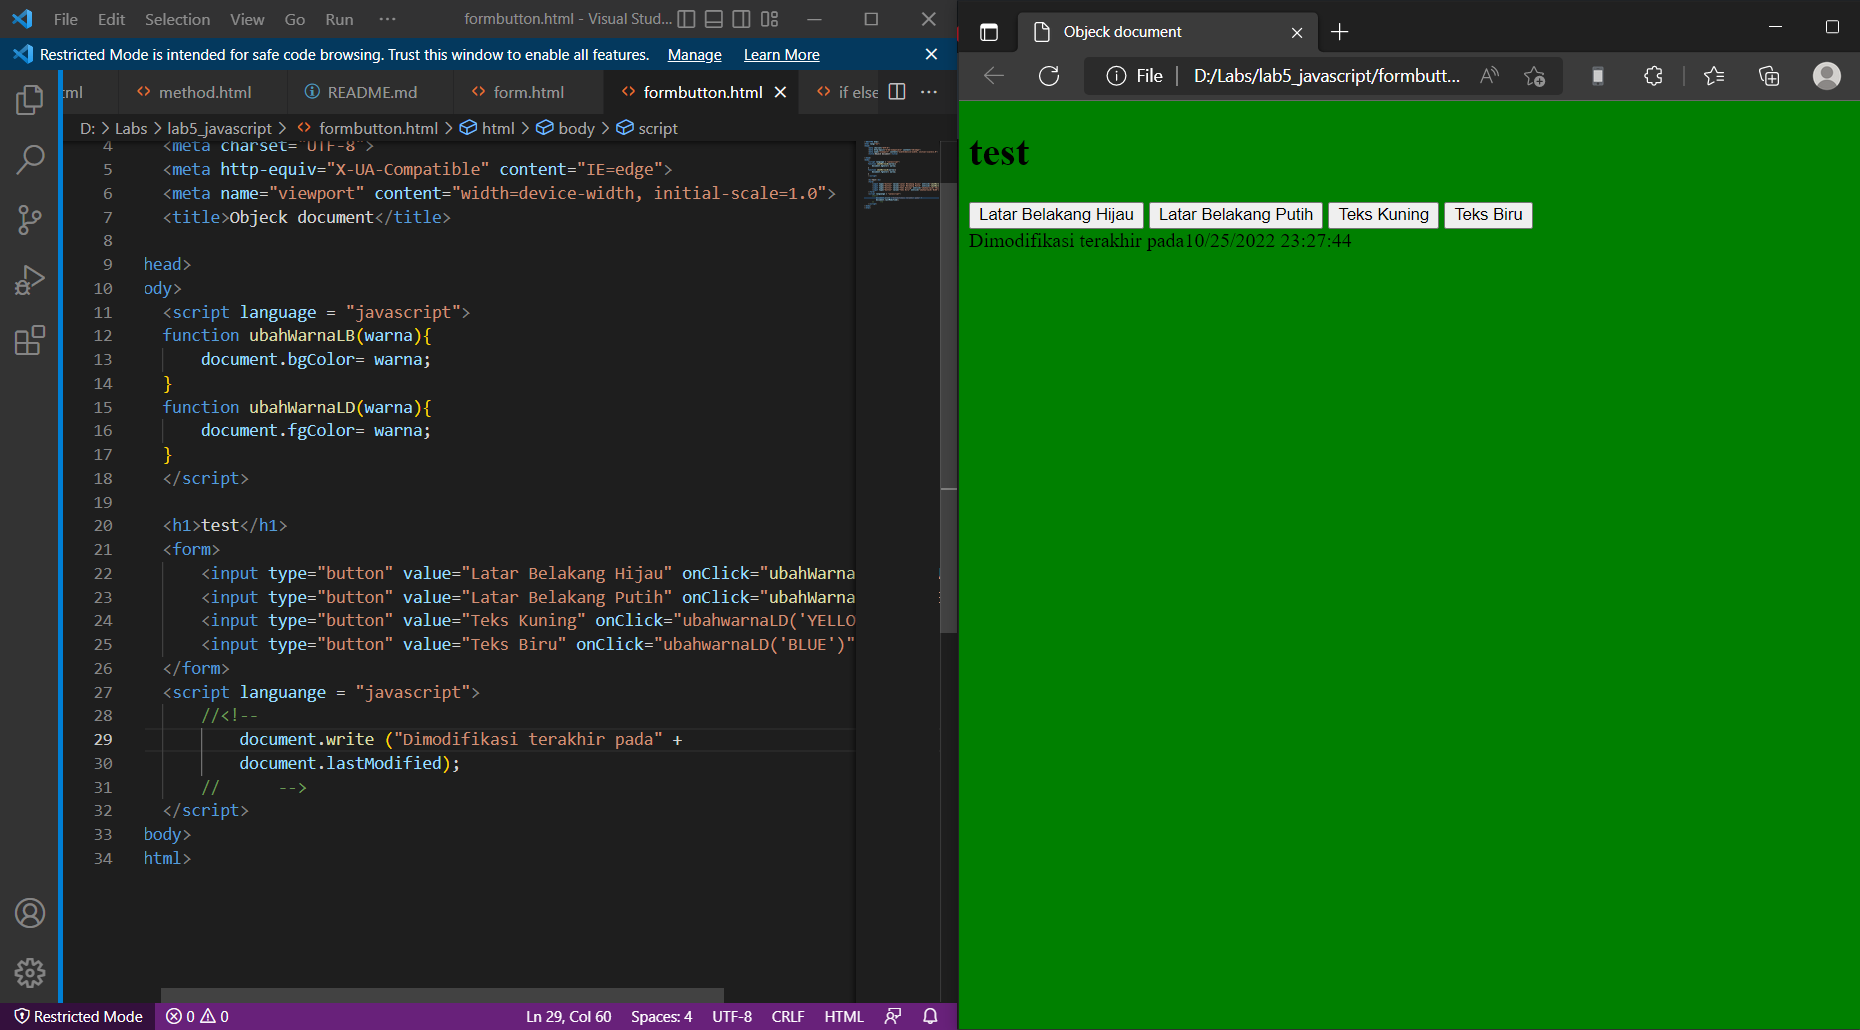 File Edit Selection View Go Run ··· formbutton.html - Visual Stud...
Restricted Mode is intended for safe code browsing. Trust this window to enable all features. Manage Learn More
tml method.html README.md form.html formbutton.html if else
D: > Labs > lab5_javascript > formbutton.html > html > body > script
4 <meta charset="UTF-8">
5 <meta http-equiv="X-UA-Compatible" content="IE=edge">
6 <meta name="viewport" content="width=device-width, initial-scale=1.0">
7 <title>Objeck document</title>
8
9 head>
10 ody>
11 <script language = "javascript">
12 function ubahWarnaLB(warna){
13 document.bgColor= warna;
14 }
15 function ubahWarnaLD(warna){
16 document.fgColor= warna;
17 }
18 </script>
19
20 <h1>test</h1>
21 <form>
22 <input type="button" value="Latar Belakang Hijau" onClick="ubahWarna
23 <input type="button" value="Latar Belakang Putih" onClick="ubahWarna
24 <input type="button" value="Teks Kuning" onClick="ubahwarnaLD('YELLO
25 <input type="button" value="Teks Biru" onClick="ubahwarnaLD('BLUE')"
26 </form>
27 <script languange = "javascript">
28 //<!--
29 document.write ("Dimodifikasi terakhir pada" +
30 document.lastModified);
31 // -->
32 </script>
33 body>
34 html>
Restricted Mode 0 0 Ln 29, Col 60 Spaces: 4 UTF-8 CRLF HTML
Objeck document
File D:/Labs/lab5_javascript/formbutt...
test
Latar Belakang Hijau Latar Belakang Putih Teks Kuning Teks Biru
Dimodifikasi terakhir pada10/25/2022 23:27:44